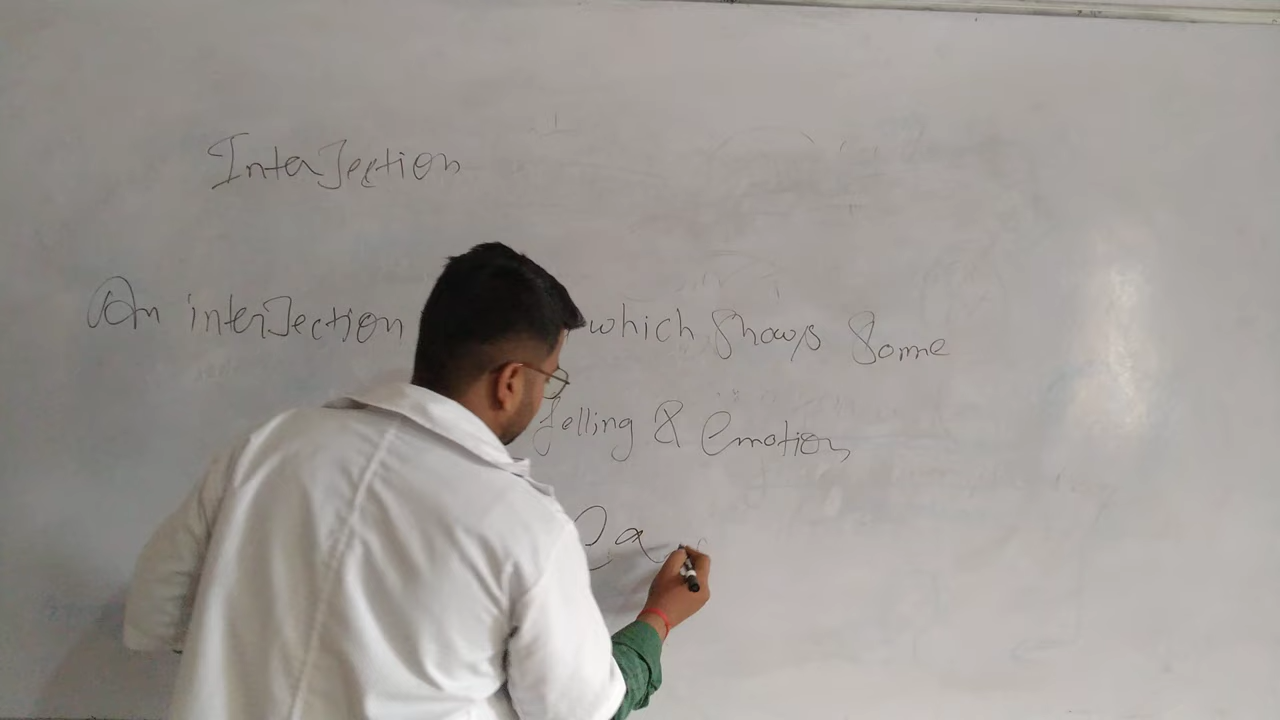 Interjection
An interjection which shows some
felling & emotion